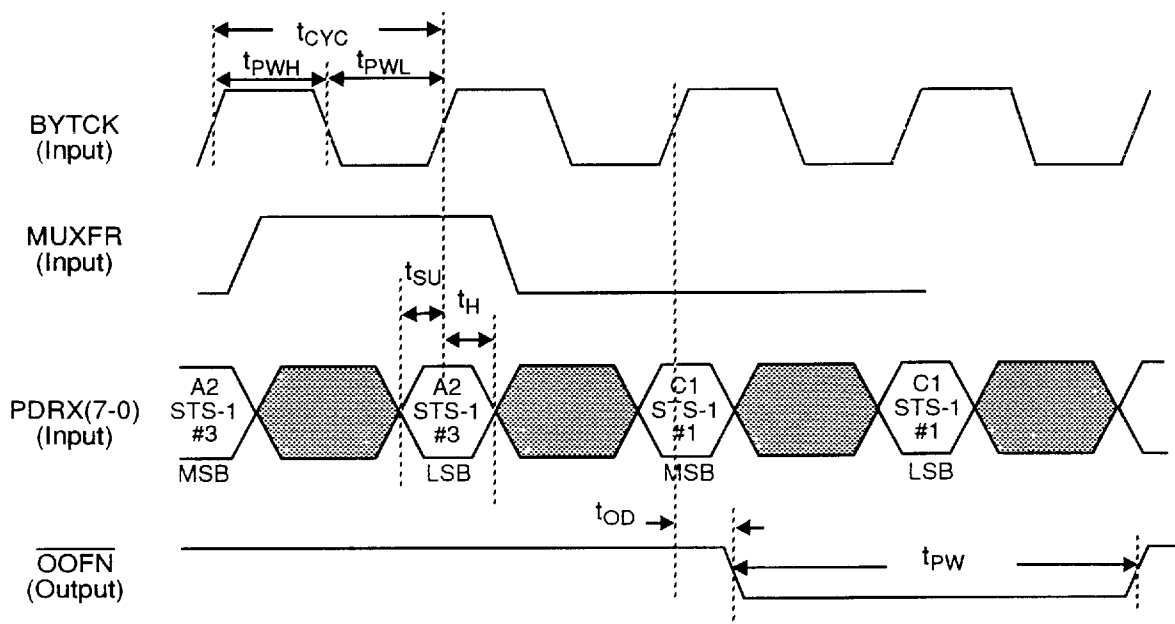 tCYC
tPWH
tPWL
BYTCK
(Input)
MUXFR
(Input)
tSU
tH
PDRX(7-0)
(Input)
A2
STS-1
#3
MSB
A2
STS-1
#3
LSB
C1
STS-1
#1
MSB
C1
STS-1
#1
LSB
tOD
OOFN
(Output)
tPW